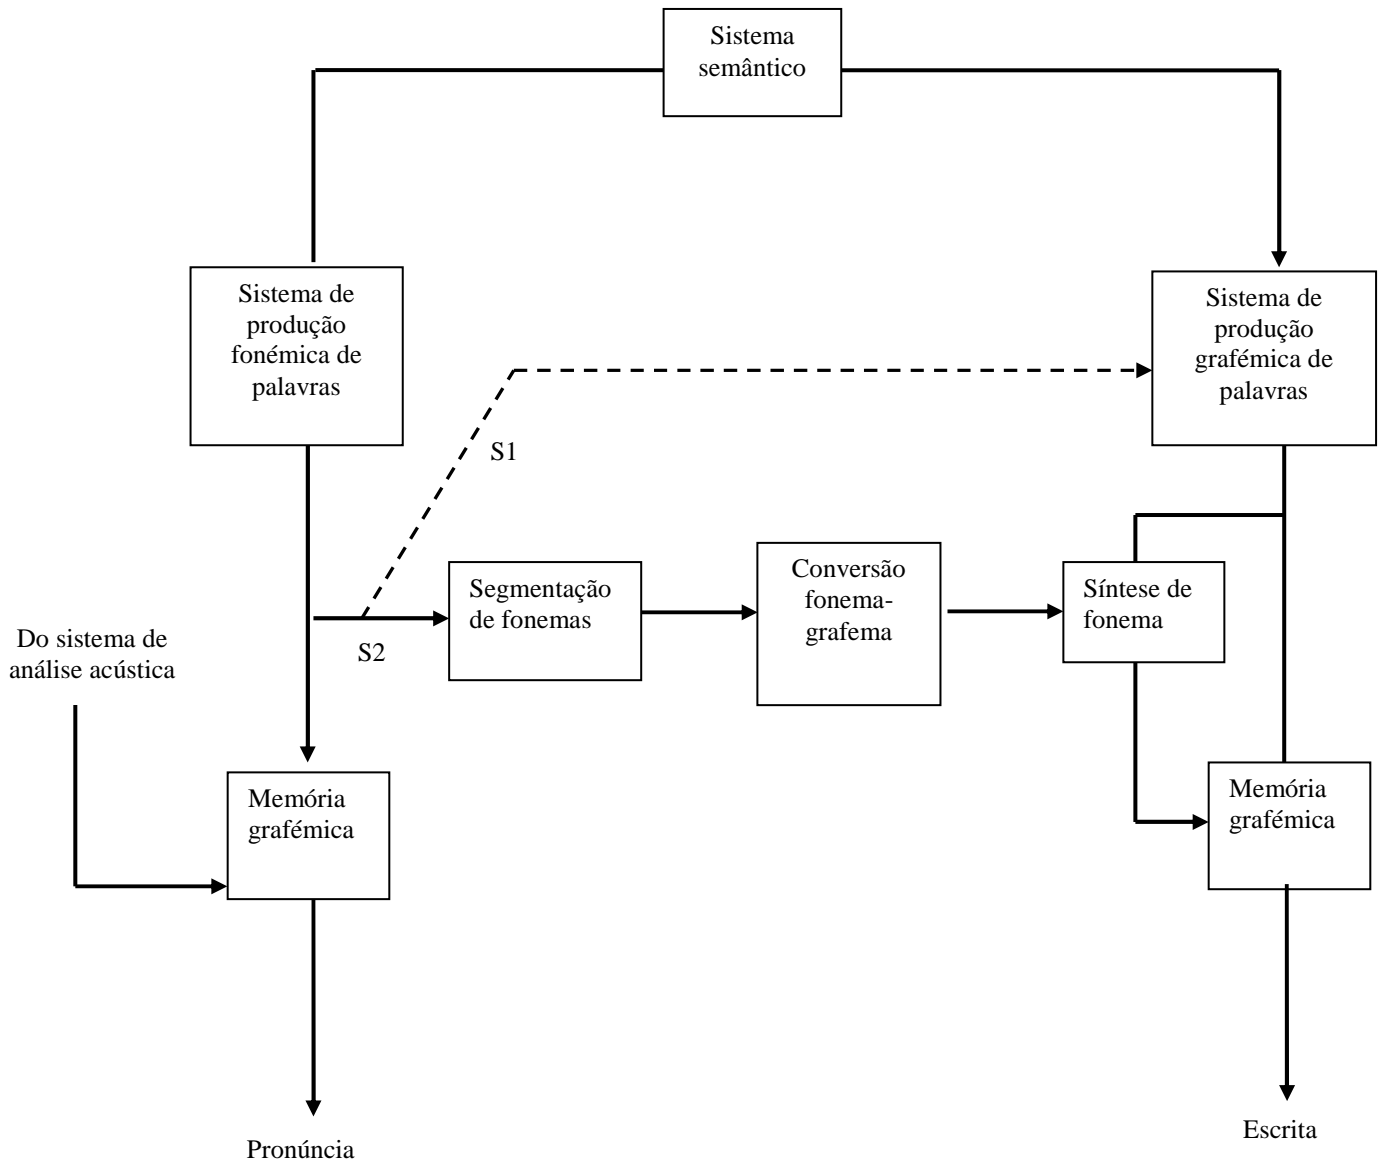 Sistema
semântico
Sistema de
produção
fonémica de
palavras
Sistema de
produção
grafémica de
palavras
S1
Segmentação
de fonemas
Conversão
fonema-
grafema
Síntese de
fonema
S2
Do sistema de
análise acústica
Memória
grafémica
Memória
grafémica
Pronúncia
Escrita